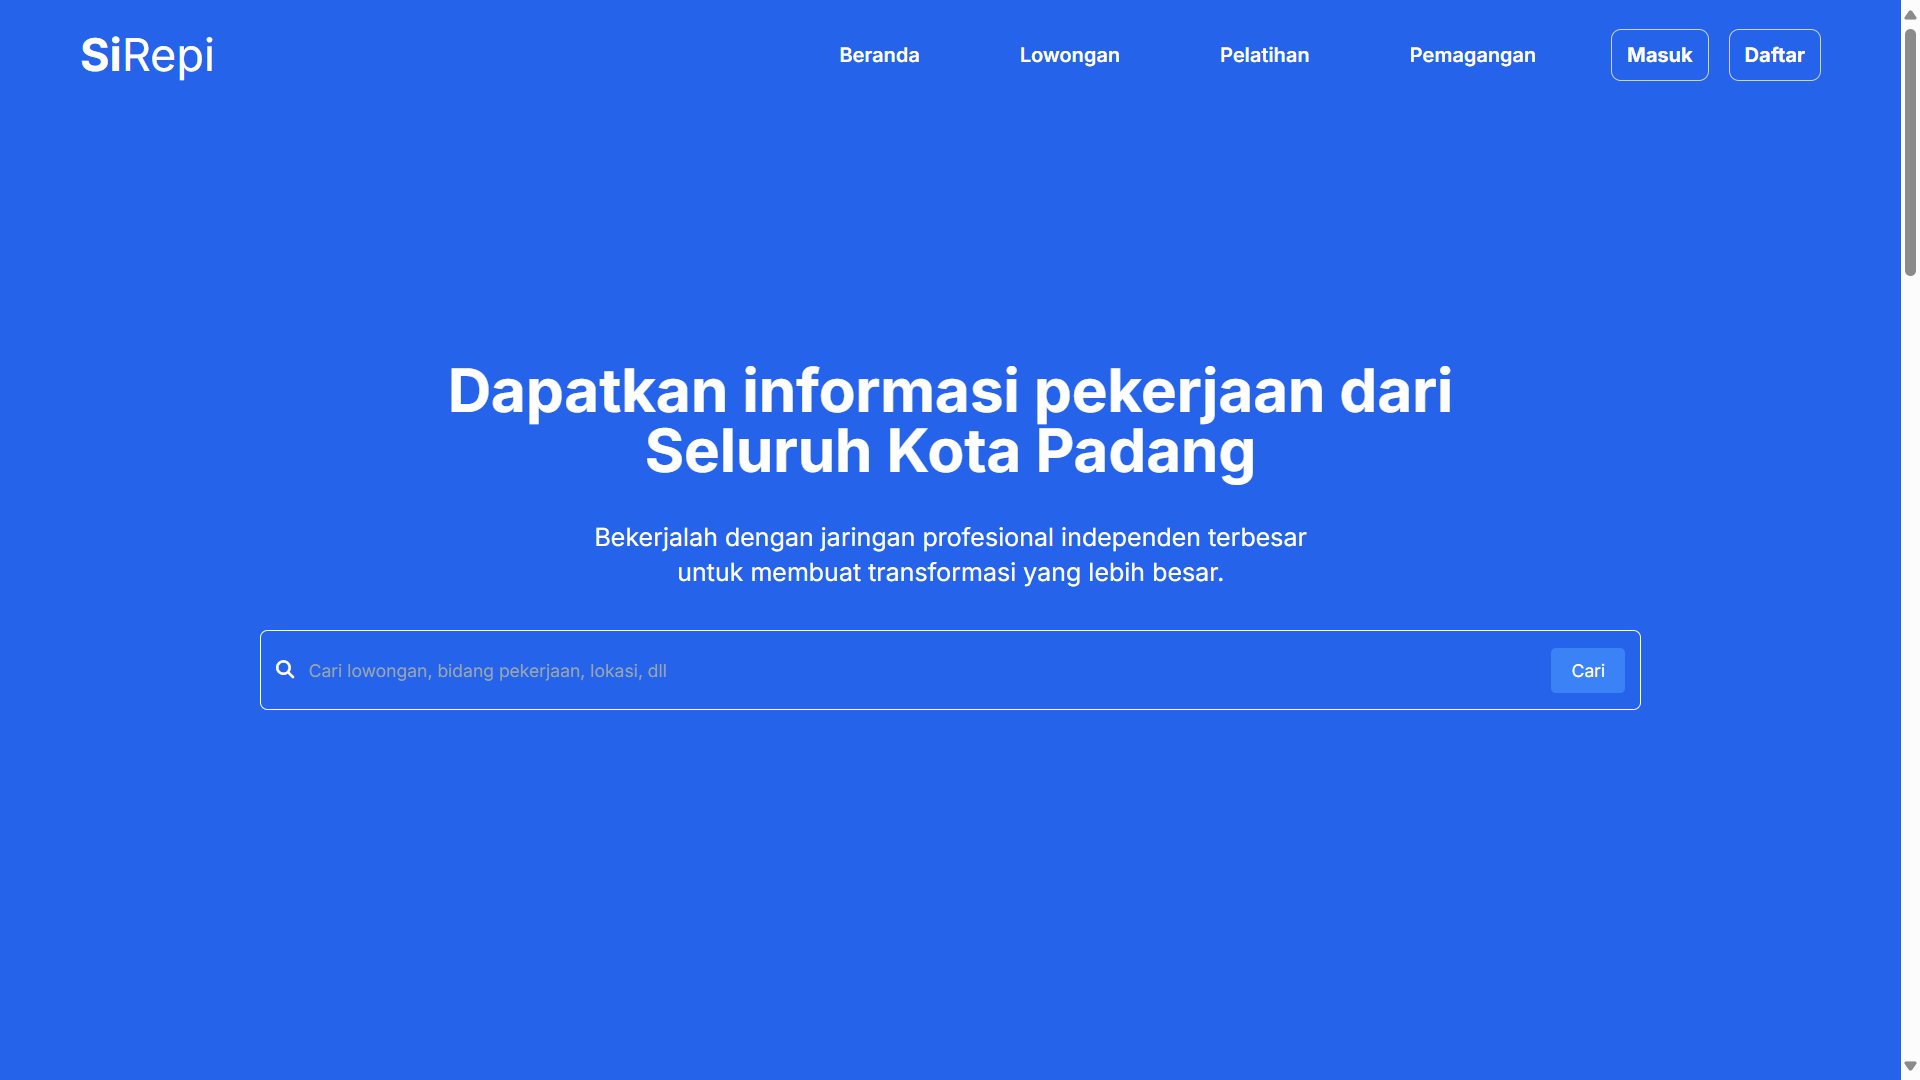 SiRepi
Beranda
Lowongan
Pelatihan
Pemagangan
Masuk
Daftar
Dapatkan informasi pekerjaan dari
Seluruh Kota Padang
Bekerjalah dengan jaringan profesional independen terbesar
untuk membuat transformasi yang lebih besar.
Cari lowongan, bidang pekerjaan, lokasi, dll
Cari